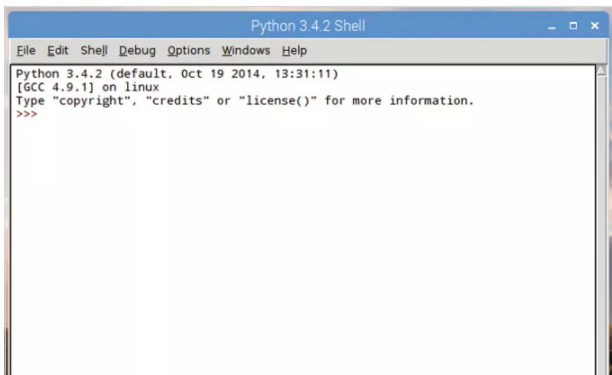 Python 3.4.2 Shell
File Edit Shell Debug Options Windows Help
Python 3.4.2 (default, Oct 19 2014, 13:31:11)
[GCC 4.9.1] on linux
Type "copyright", "credits" or "license()" for more information.
>>>